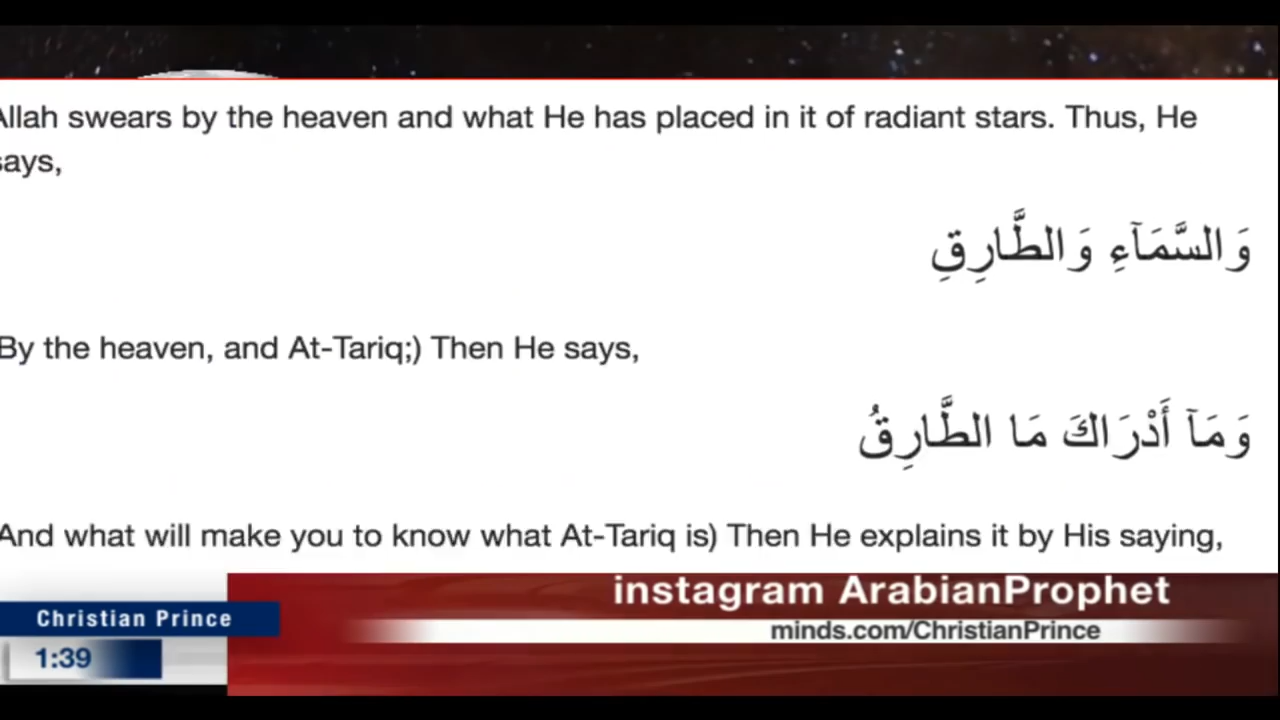 Allah swears by the heaven and what He has placed in it of radiant stars. Thus, He
says,
وَالسَّمَآءِ وَالطَّارِقِ
By the heaven, and At-Tariq;) Then He says,
وَمَآ أَدْرَاكَ مَا الطَّارِقُ
And what will make you to know what At-Tariq is) Then He explains it by His saying,
instagram ArabianProphet
Christian Prince
minds.com/ChristianPrince
1:39